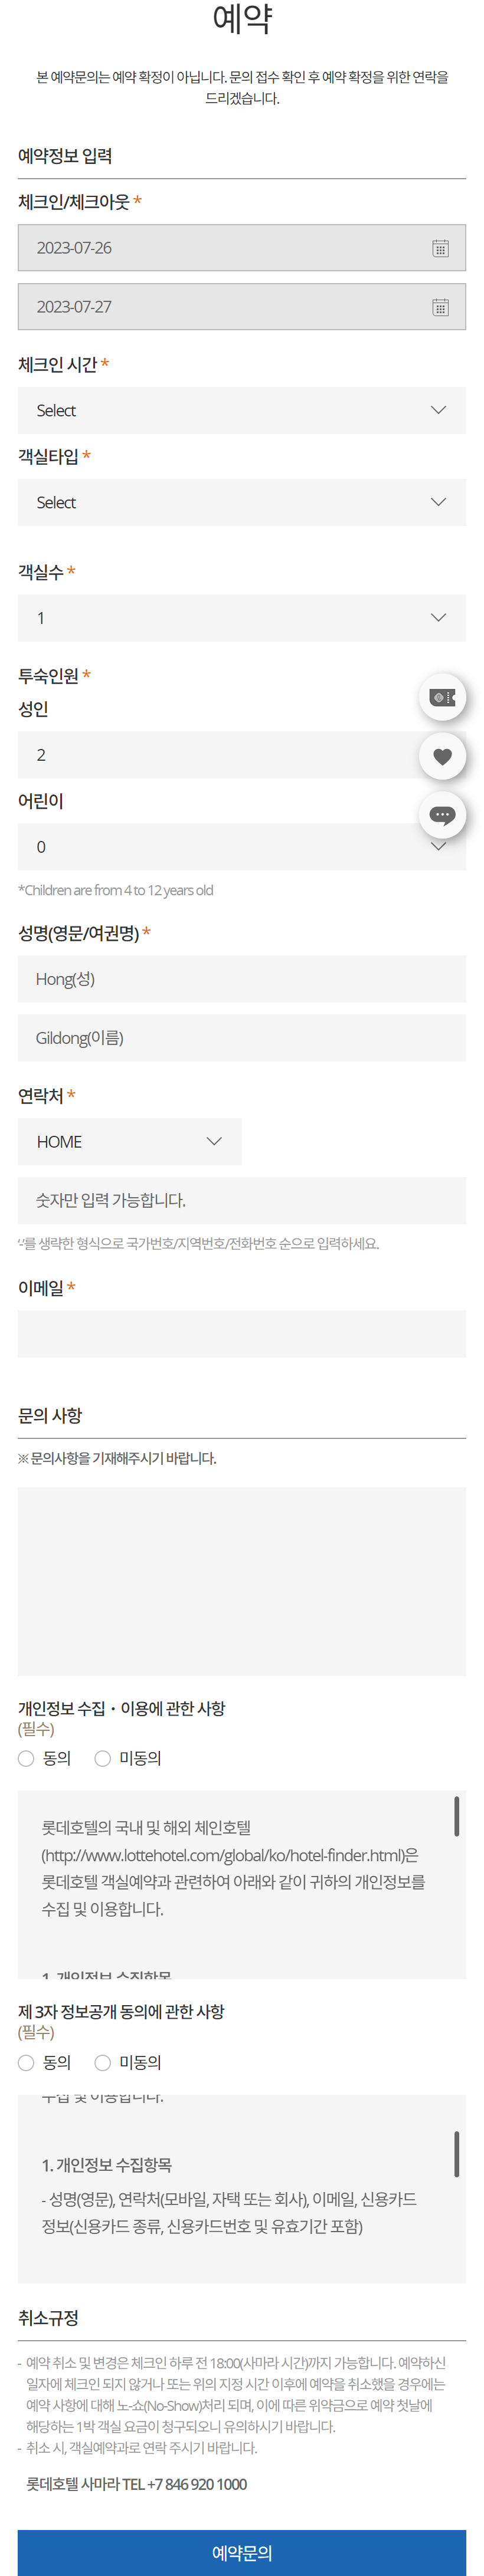 예약
본 예약문의는 예약 확정이 아닙니다. 문의 접수 확인 후 예약 확정을 위한 연락을
드리겠습니다.
예약정보 입력
체크인/체크아웃 *
2023-07-26
2023-07-27
체크인 시간 *
Select
객실타입 *
Select
객실수 *
1
투숙인원 *
성인
2
어린이
0
*Children are from 4 to 12 years old
성명(영문/여권명) *
Hong(성)
Gildong(이름)
연락처 *
HOME
숫자만 입력 가능합니다.
'-'를 생략한 형식으로 국가번호/지역번호/전화번호 순으로 입력하세요.
이메일 *
문의 사항
※ 문의사항을 기재해주시기 바랍니다.
개인정보 수집 · 이용에 관한 사항
(필수)
동의 미동의
롯데호텔의 국내 및 해외 체인호텔
(http://www.lottehotel.com/global/ko/hotel-finder.html)은
롯데호텔 객실예약과 관련하여 아래와 같이 귀하의 개인정보를
수집 및 이용합니다.
1. 개인정보 수집항목
제 3자 정보공개 동의에 관한 사항
(필수)
동의 미동의
수집 및 이용합니다.
1. 개인정보 수집항목
- 성명(영문), 연락처(모바일, 자택 또는 회사), 이메일, 신용카드
정보(신용카드 종류, 신용카드번호 및 유효기간 포함)
취소규정
- 예약 취소 및 변경은 체크인 하루 전 18:00(사마라 시간)까지 가능합니다. 예약하신
일자에 체크인 되지 않거나 또는 위의 지정 시간 이후에 예약을 취소했을 경우에는
예약 사항에 대해 노-쇼(No-Show)처리 되며, 이에 따른 위약금으로 예약 첫날에
해당하는 1박 객실 요금이 청구되오니 유의하시기 바랍니다.
- 취소 시, 객실예약과로 연락 주시기 바랍니다.
롯데호텔 사마라 TEL +7 846 920 1000
예약문의